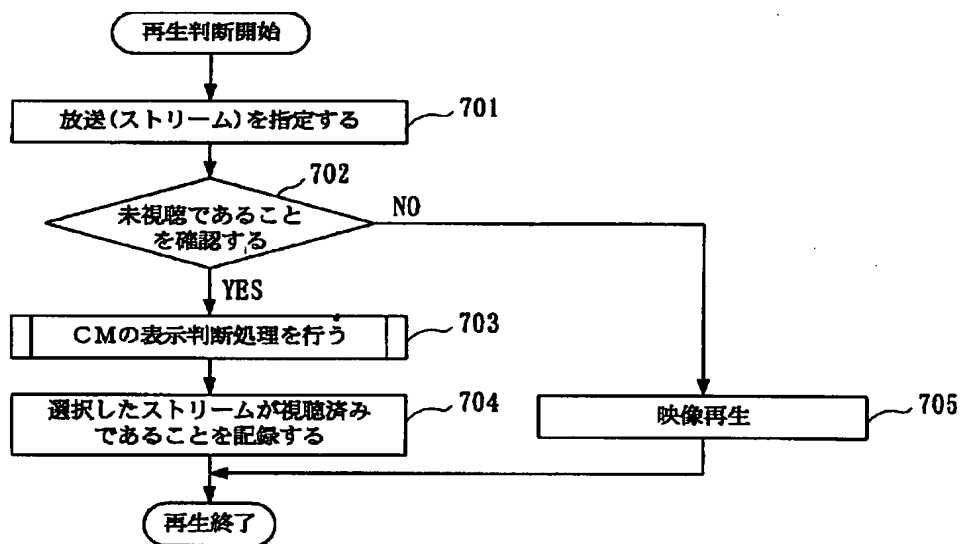 再生判断開始
放送(ストリーム)を指定する
701
702
未視聴であること
を確認する
NO
YES
CMの表示判断処理を行う
703
選択したストリームが視聴済み
であることを記録する
704
映像再生
705
再生終了